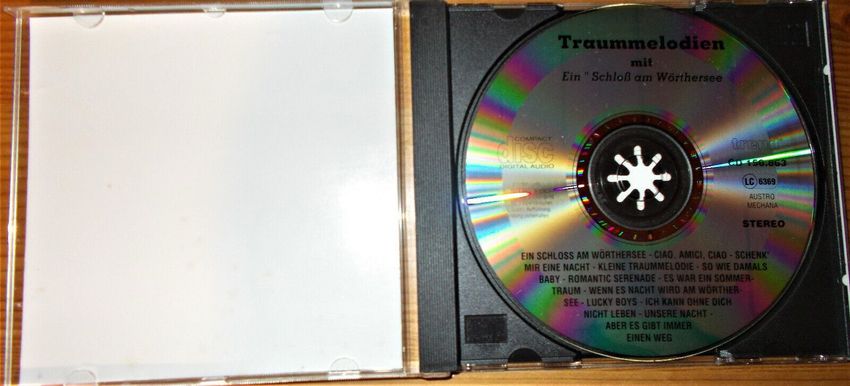 Traummelodien
mit
Ein " Schloß am Wörthersee
COMPACT
disc
DIGITAL AUDIO
trend
CD
LC 6369
AUSTRO
MECHANA
STEREO
EIN SCHLOSS AM WÖRTHERSEE - CIAO, AMICI, CIAO - SCHENK'
MIR EINE NACHT - KLEINE TRAUMMELODIE - SO WIE DAMALS
BABY - ROMANTIC SERENADE - ES WAR EIN SOMMER-
TRAUM - WENN ES NACHT WIRD AM WÖRTHER-
SEE - LUCKY BOYS - ICH KANN OHNE DICH
NICHT LEBEN - UNSERE NACHT -
ABER ES GIBT IMMER
EINEN WEG